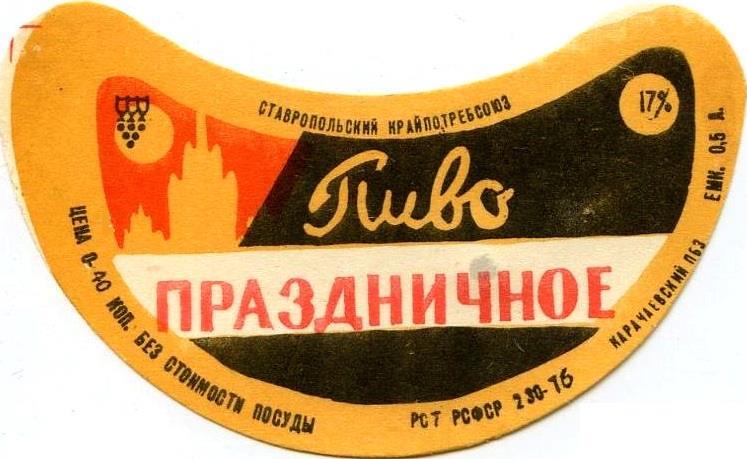 СТАВРОПОЛЬСКИЙ КРАЙПОТРЕБСОЮЗ
17%
Пиво
ПРАЗДНИЧНОЕ
ЦЕНА 0-40 КОП. БЕЗ СТОИМОСТИ ПОСУДЫ
РСТ РСФСР 230-76
КАРАЧАЕВСКИЙ ПБЗ
ЕМК. 0,5 Л.